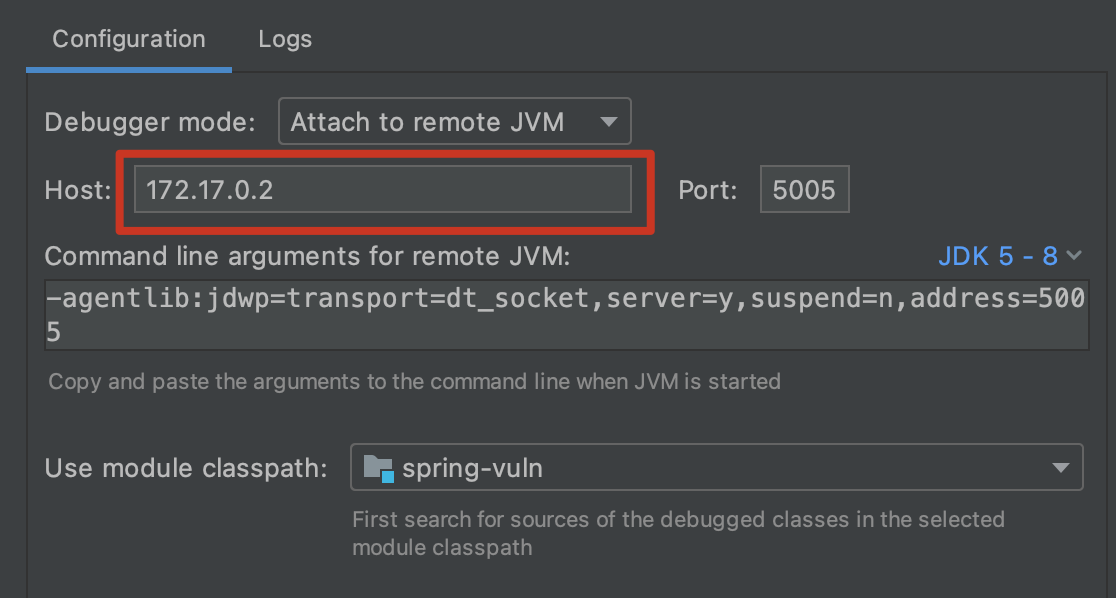 Configuration Logs
Debugger mode: Attach to remote JVM
Host: 172.17.0.2 Port: 5005
Command line arguments for remote JVM: JDK 5 - 8
-agentlib:jdwp=transport=dt_socket,server=y,suspend=n,address=500
5
Copy and paste the arguments to the command line when JVM is started
Use module classpath: spring-vuln
First search for sources of the debugged classes in the selected
module classpath